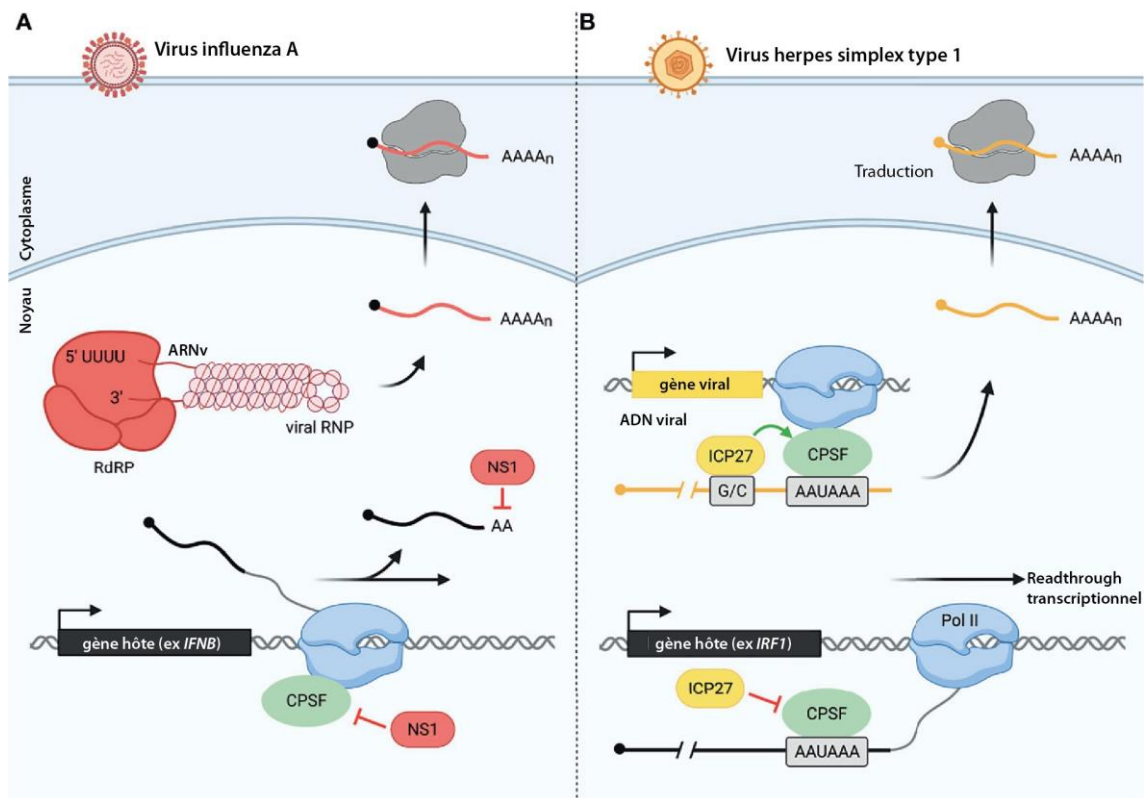 A
Virus influenza A
AAAAn
Cytoplasme
Noyau
AAAAn
5' UUUU
ARNv
3'
viral RNP
RdRP
NS1
AA
gène hôte (ex IFNB)
CPSF
NS1
B
Virus herpes simplex type 1
Traduction
AAAAn
AAAAn
gène viral
ADN viral
ICP27
CPSF
G/C
AAUAAA
Readthrough
transcriptionnel
Pol II
gène hôte (ex IRF1)
ICP27
CPSF
AAUAAA